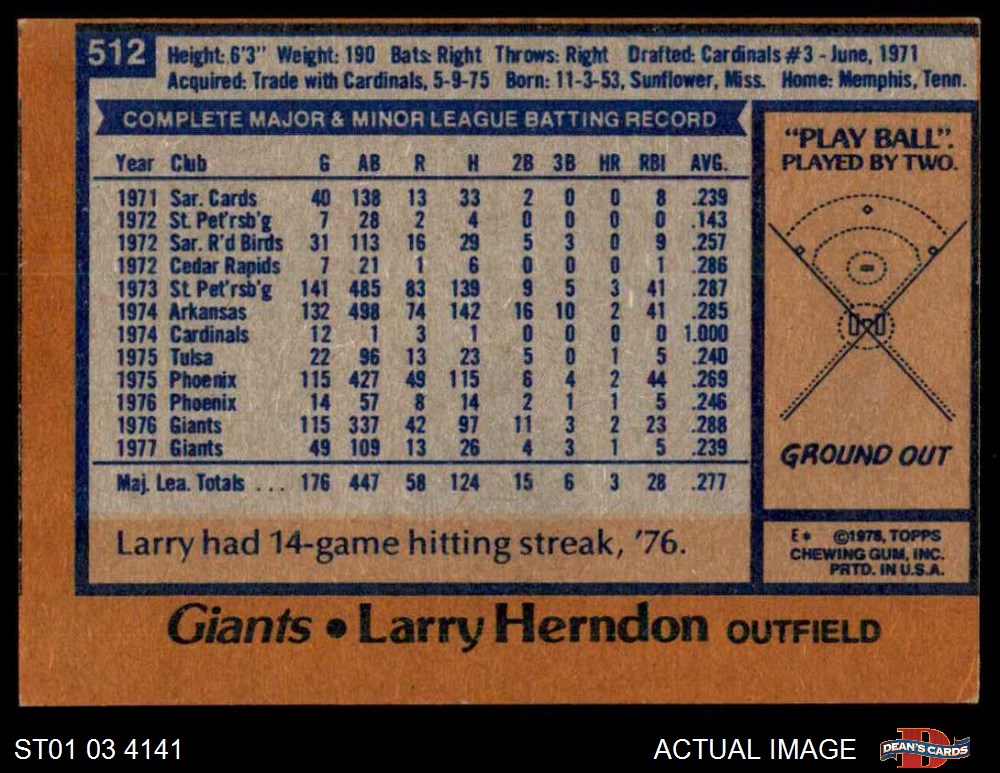 512
Height: 6'3" Weight: 190 Bats: Right Throws: Right Drafted: Cardinals #3 - June, 1971
Acquired: Trade with Cardinals, 5-9-75 Born: 11-3-53, Sunflower, Miss. Home: Memphis, Tenn.
COMPLETE MAJOR & MINOR LEAGUE BATTING RECORD
Year Club G AB R H 2B 3B HR RBI AVG.
1971 Sar. Cards 40 138 13 33 2 0 0 8 .239
1972 St. Pet'rsb'g 7 28 2 4 0 0 0 0 .143
1972 Sar. R'd Birds 31 113 16 29 5 3 0 9 .257
1972 Cedar Rapids 7 21 1 6 0 0 0 1 .286
1973 St. Pet'rsb'g 141 485 83 139 9 5 3 41 .287
1974 Arkansas 132 498 74 142 16 10 2 41 .285
1974 Cardinals 12 1 3 1 0 0 0 0 1.000
1975 Tulsa 22 96 13 23 5 0 1 5 .240
1975 Phoenix 115 427 49 115 6 4 2 44 .269
1976 Phoenix 14 57 8 14 2 1 1 5 .246
1976 Giants 115 337 42 97 11 3 2 23 .288
1977 Giants 49 109 13 26 4 3 1 5 .239
Maj. Lea. Totals ... 176 447 58 124 15 6 3 28 .277
Larry had 14-game hitting streak, '76.
"PLAY BALL".
PLAYED BY TWO.
GROUND OUT
E* ©1978, TOPPS
CHEWING GUM, INC.
PRTD. IN U.S.A.
Giants • Larry Herndon OUTFIELD
ST01 03 4141
ACTUAL IMAGE
D
DEAN'S CARDS